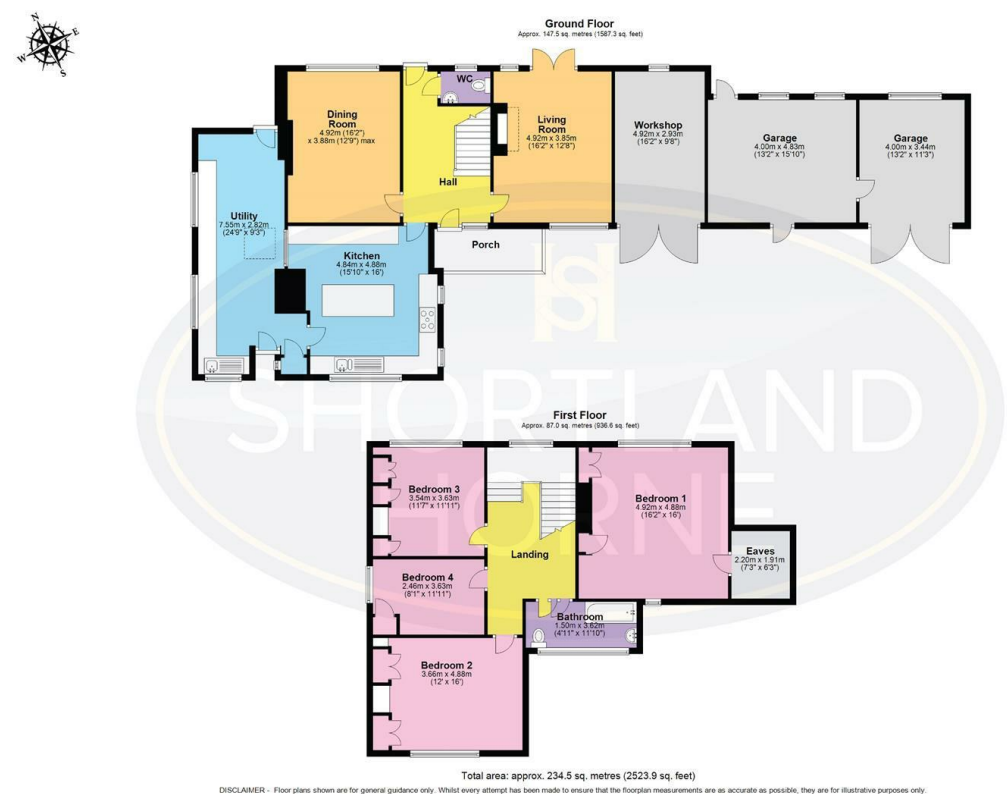 N
E
S
W
Ground Floor
Approx. 147.5 sq. metres (1587.3 sq. feet)
WC
Dining
Room
4.92m (16'2")
x 3.88m (12'9") max
Living
Room
4.92m x 3.85m
(16'2" x 12'8")
Workshop
4.92m x 2.93m
(16'2" x 9'8")
Garage
4.00m x 4.83m
(13'2" x 15'10")
Garage
4.00m x 3.44m
(13'2" x 11'3")
Hall
Utility
7.55m x 2.82m
(24'9" x 9'3")
Kitchen
4.84m x 4.88m
(15'10" x 16')
Porch
SHORTLAND
HORNE
First Floor
Approx. 87.0 sq. metres (936.6 sq. feet)
Bedroom 3
3.54m x 3.63m
(11'7" x 11'11")
Bedroom 1
4.92m x 4.88m
(16'2" x 16')
Landing
Eaves
2.20m x 1.91m
(7'3" x 6'3")
Bedroom 4
2.46m x 3.63m
(8'1" x 11'11")
Bathroom
1.50m x 3.62m
(4'11" x 11'10")
Bedroom 2
3.66m x 4.88m
(12' x 16')
Total area: approx. 234.5 sq. metres (2523.9 sq. feet)
DISCLAIMER - Floor plans shown are for general guidance only. Whilst every attempt has been made to ensure that the floorplan measurements are as accurate as possible, they are for illustrative purposes only.